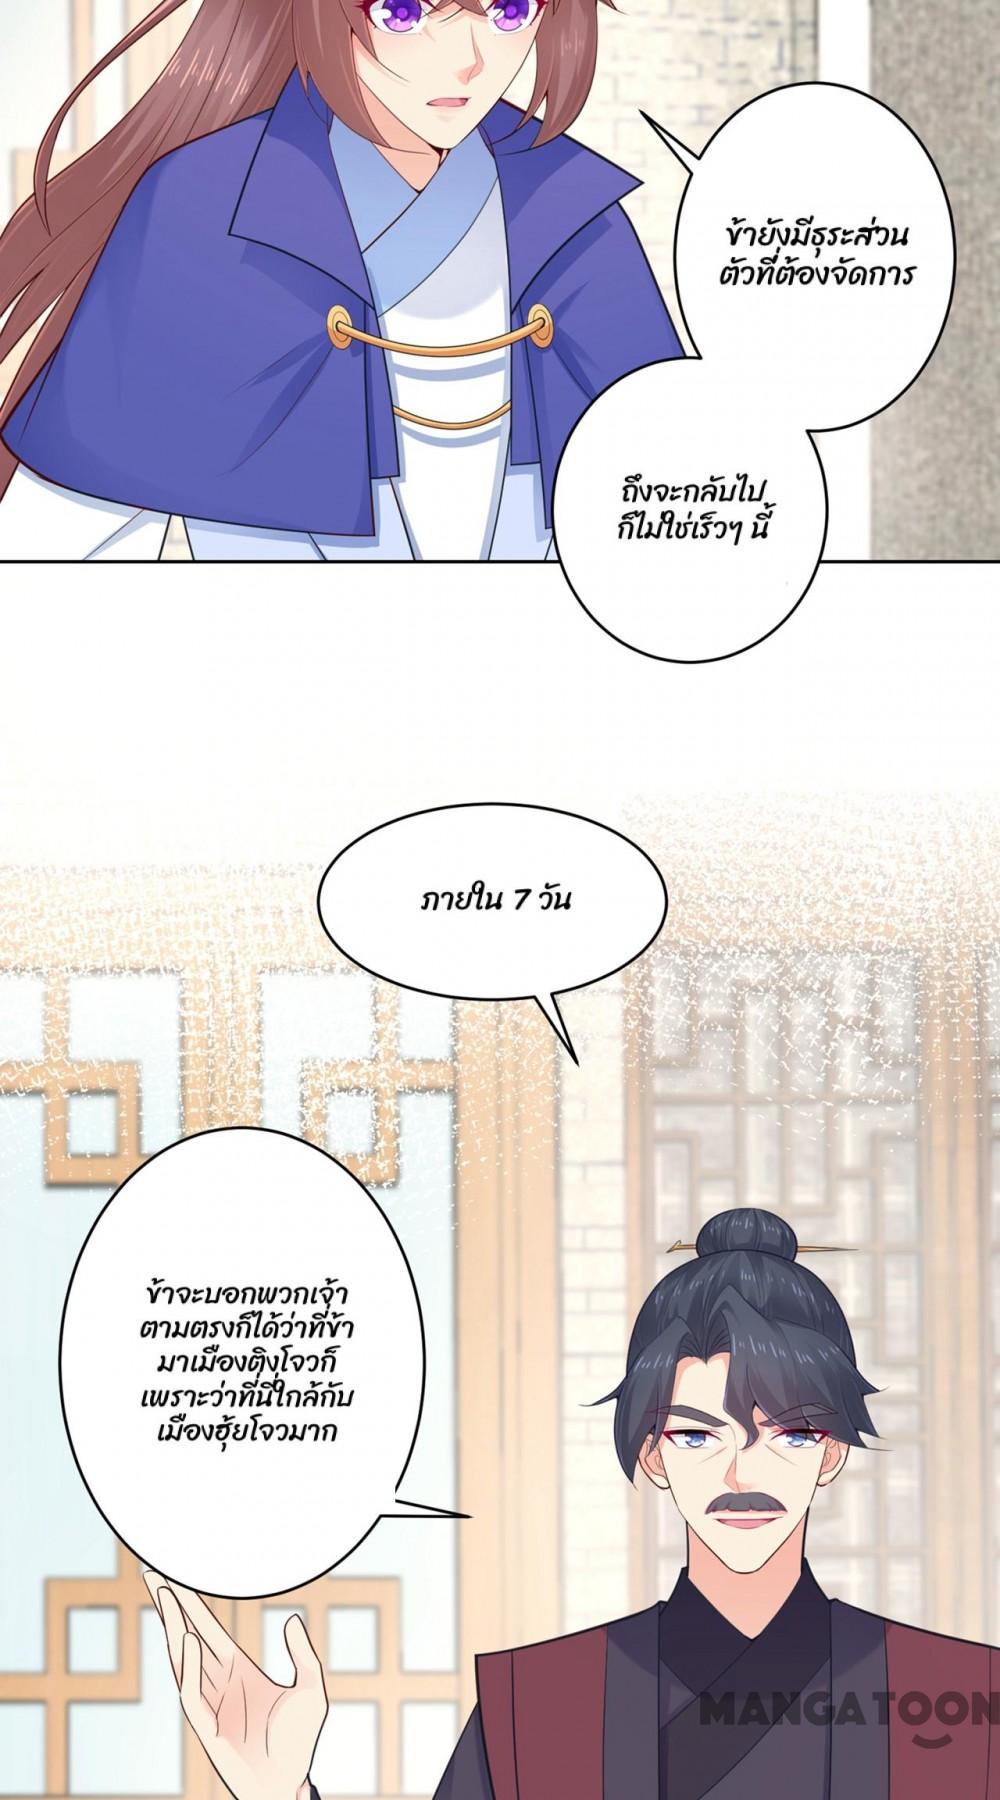 ข้ายังมีธุระส่วน
ตัวที่ต้องจัดการ
ถึงจะกลับไป
ก็ไม่ใช่เร็วๆ นี้
ภายใน 7 วัน
ข้าจะบอกพวกเจ้า
ตามตรงก็ได้ว่าที่ข้า
มาเมืองติงโจวก็
เพราะว่าที่นี่ใกล้กับ
เมืองฮุ้ยโจวมาก
MANGATOON